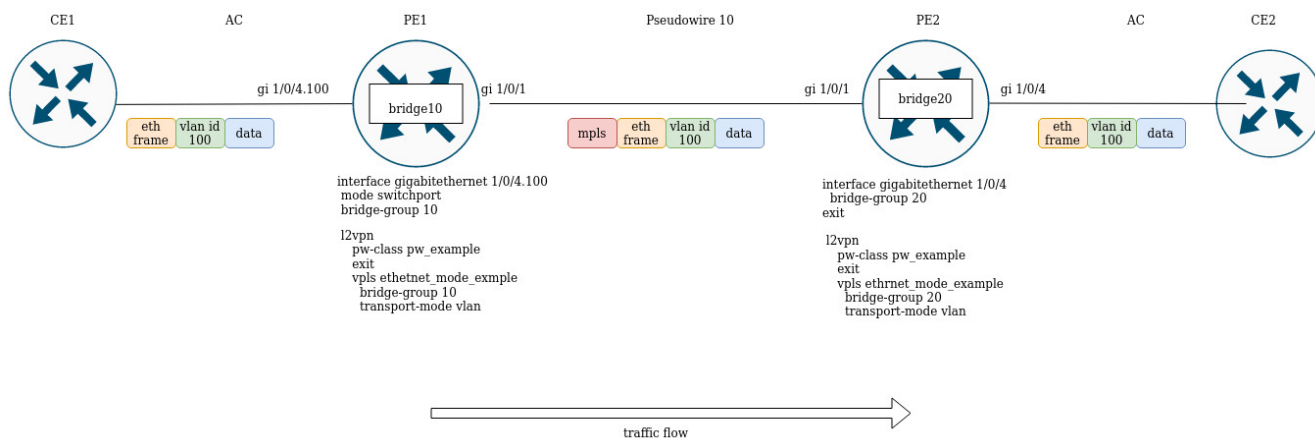 CE1
AC
PE1
Pseudowire 10
PE2
AC
CE2
gi 1/0/4.100
gi 1/0/1
gi 1/0/1
gi 1/0/4
bridge10
bridge20
eth frame
vlan id 100
data
mpls
eth frame
vlan id 100
data
eth frame
vlan id 100
data
interface gigabitethernet 1/0/4.100
mode switchport
bridge-group 10
l2vpn
pw-class pw_example
exit
vpls ethetnet_mode_exmple
bridge-group 10
transport-mode vlan
interface gigabitethernet 1/0/4
bridge-group 20
exit
l2vpn
pw-class pw_example
exit
vpls ethrnet_mode_example
bridge-group 20
transport-mode vlan
traffic flow